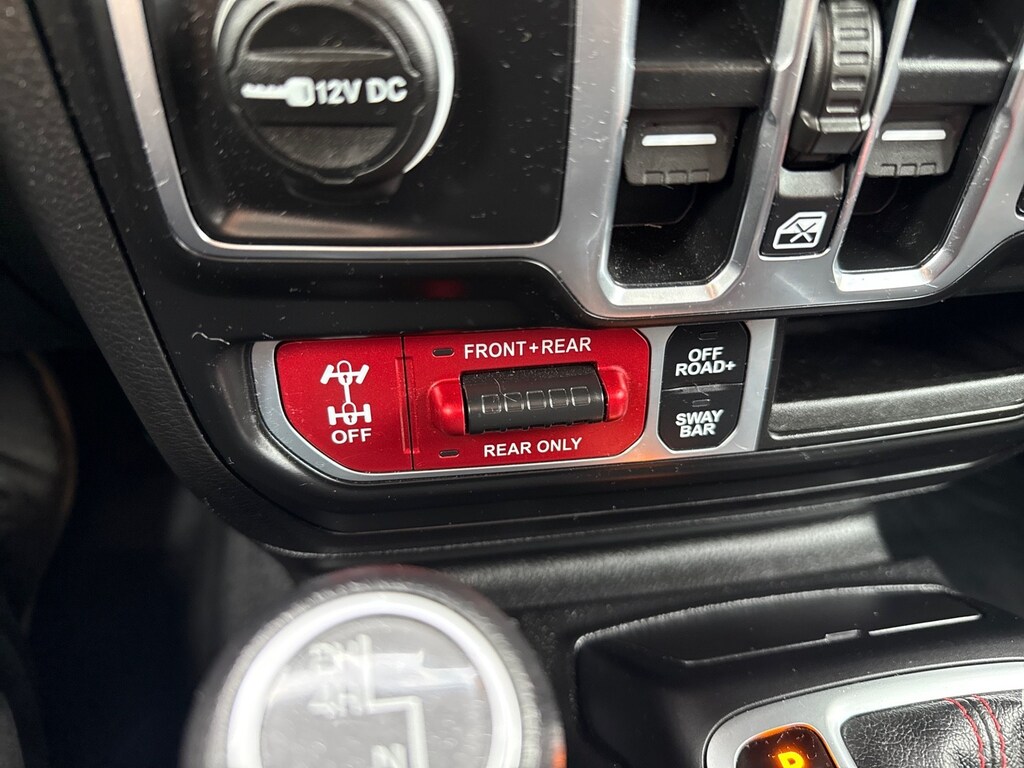 12V DC
FRONT+REAR
OFF
REAR ONLY
OFF
ROAD+
SWAY
BAR
N